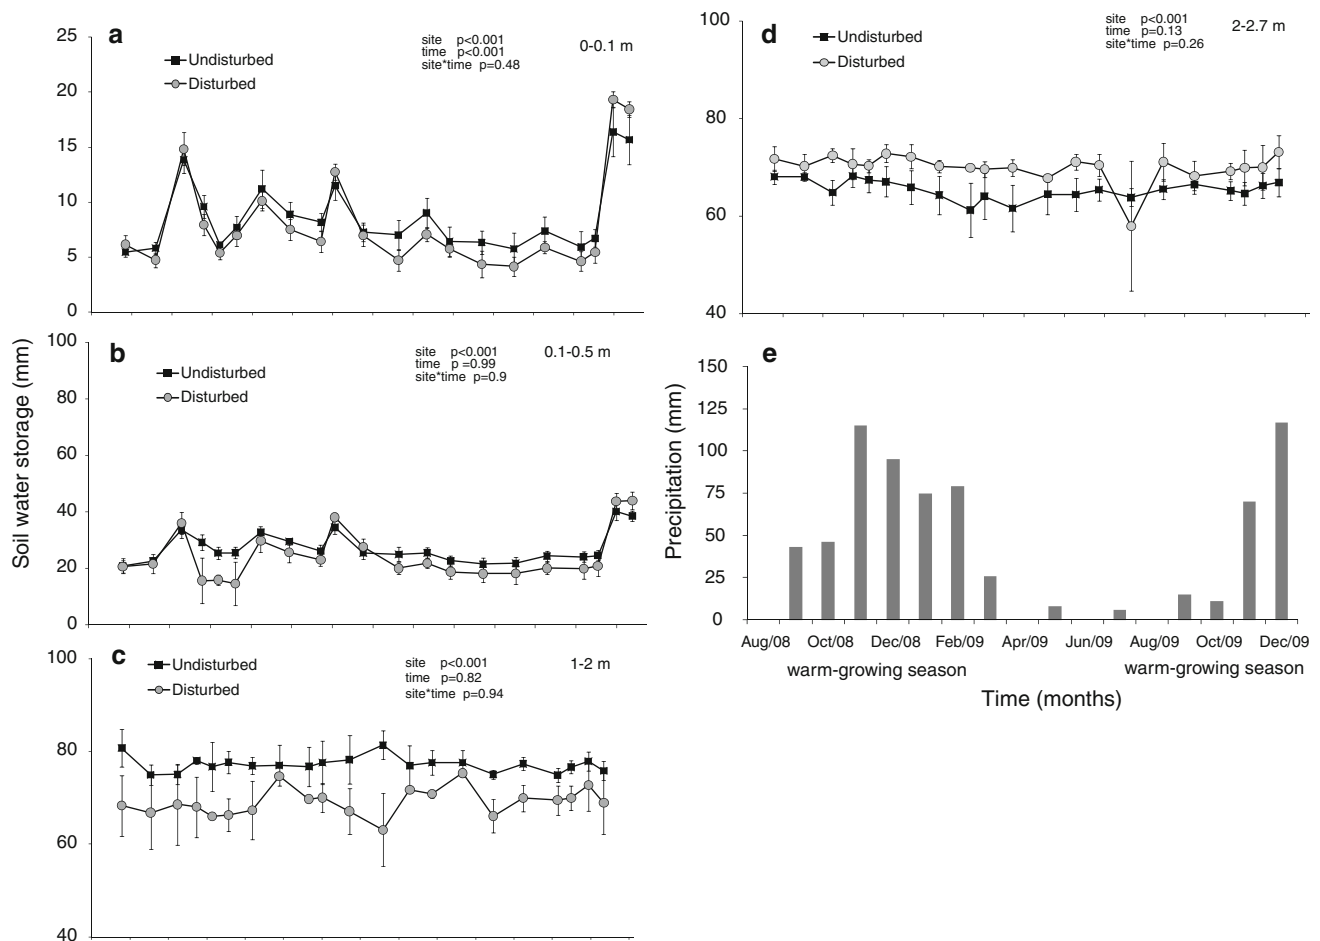 a
Undisturbed
Disturbed
site p<0.001
time p<0.001
site*time p=0.48
0-0.1 m
25
20
15
10
5
0
b
Undisturbed
Disturbed
site p<0.001
time p =0.99
site*time p=0.9
0.1-0.5 m
100
80
60
40
20
0
Soil water storage (mm)
c
Undisturbed
Disturbed
site p<0.001
time p=0.82
site*time p=0.94
1-2 m
100
80
60
40
d
Undisturbed
Disturbed
site p<0.001
time p=0.13
site*time p=0.26
2-2.7 m
100
80
60
40
e
150
125
100
75
50
25
0
Precipitation (mm)
Aug/08 Oct/08 Dec/08 Feb/09 Apr/09 Jun/09 Aug/09 Oct/09 Dec/09
warm-growing season warm-growing season
Time (months)